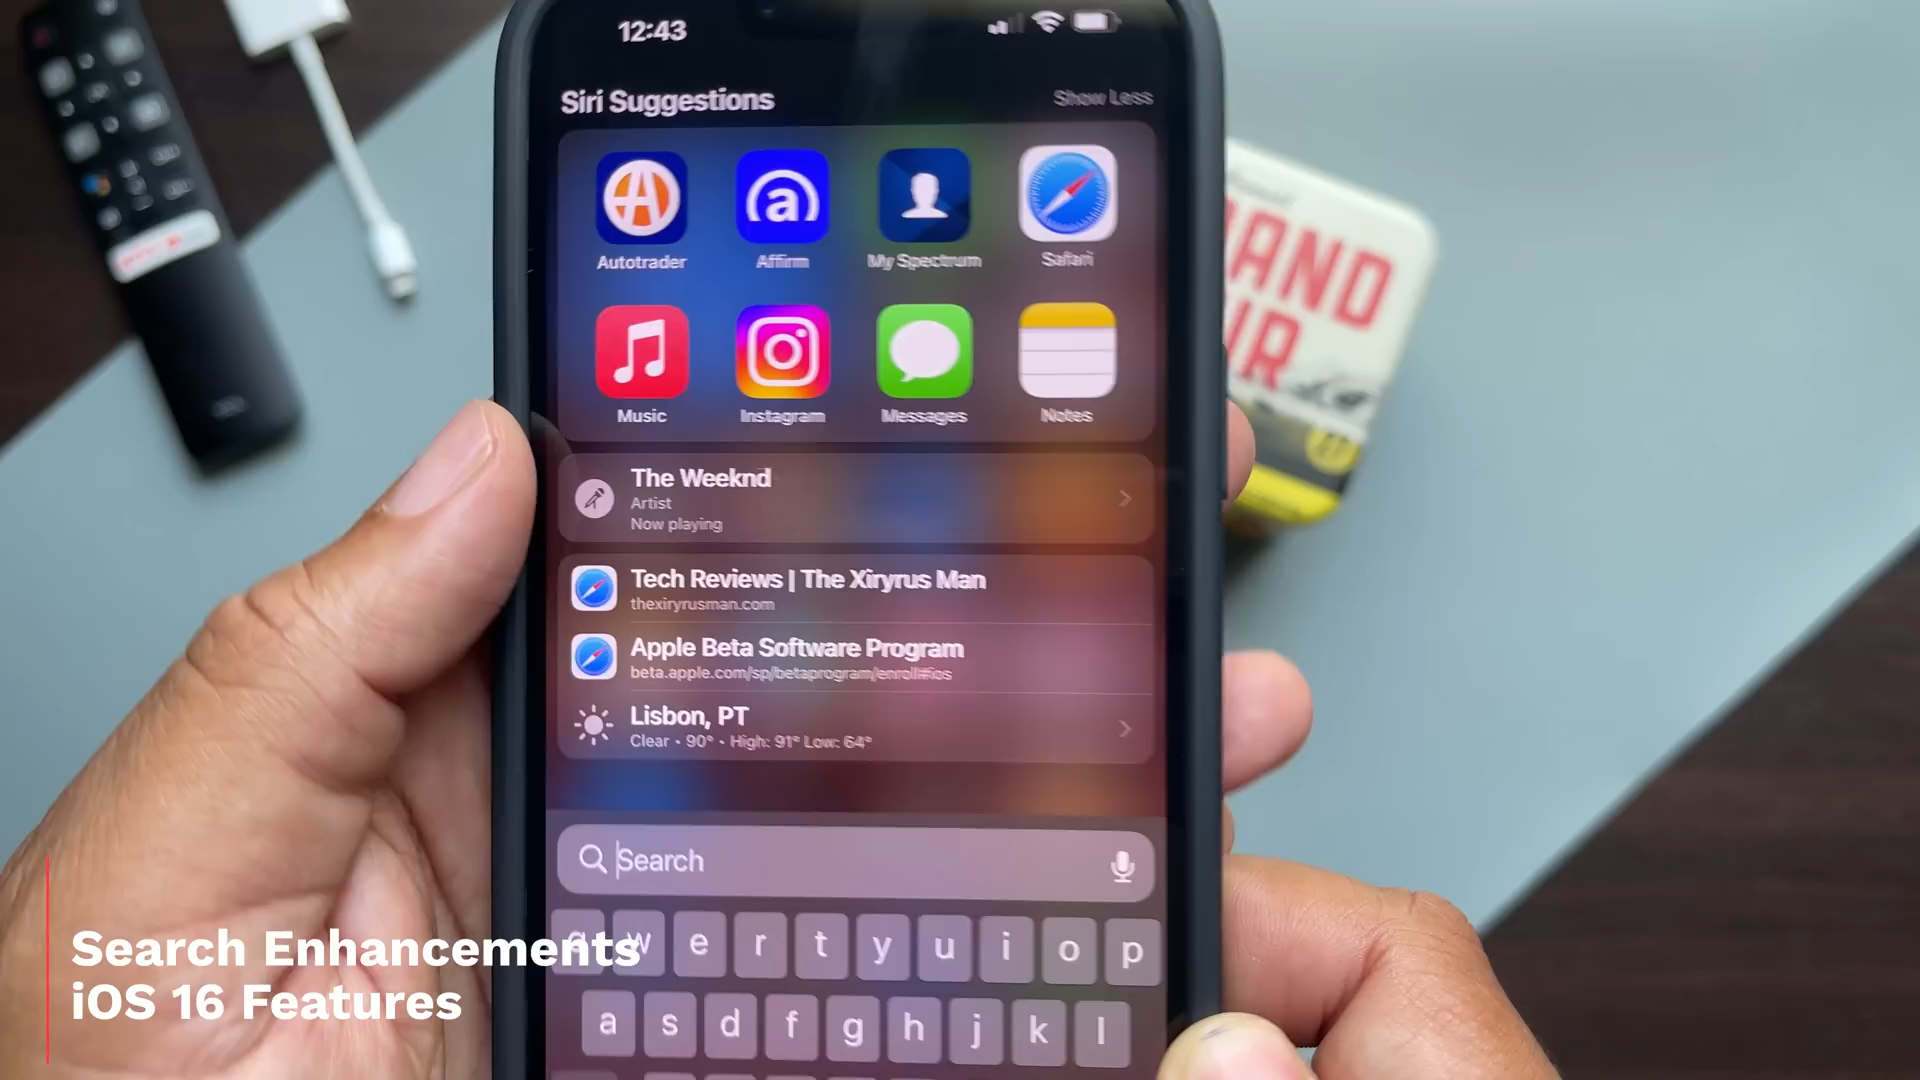 12:43
Siri Suggestions
Show Less
a
Autotrader
Affirm
My Spectrum
Safari
Music
Instagram
Messages
Notes
The Weeknd
Artist
Now playing
Tech Reviews | The Xiryrus Man
thexiryrusman.com
Apple Beta Software Program
beta.apple.com/sp/betaprogram/enroll#ios
Lisbon, PT
Clear • 90° • High: 91° Low: 64°
Search
q w e r t y u i o p
a s d f g h j k l
Search Enhancements
iOS 16 Features